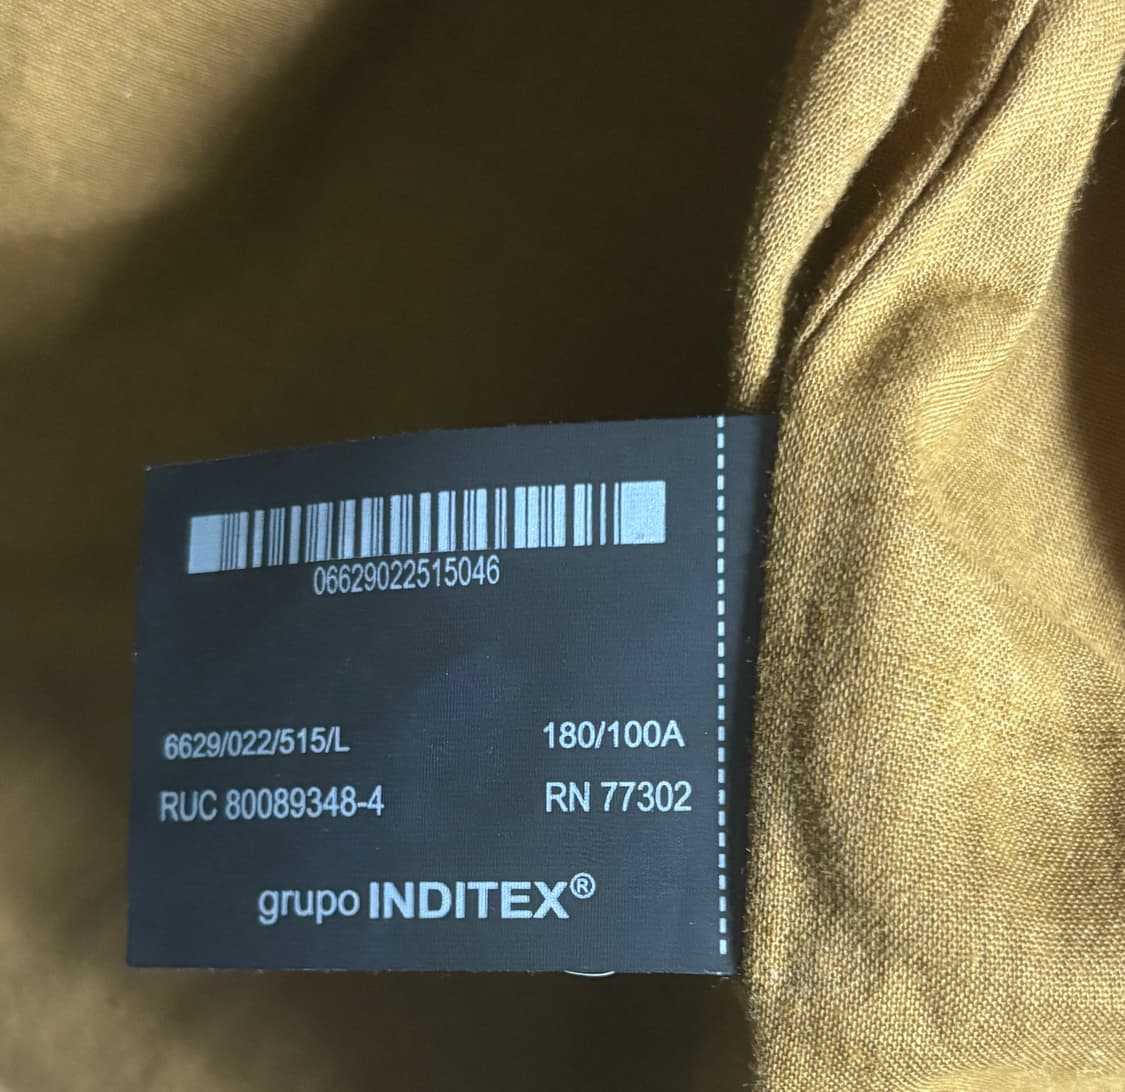 06629022515046
6629/022/515/L 180/100A
RUC 80089348-4 RN 77302
grupo INDITEX®